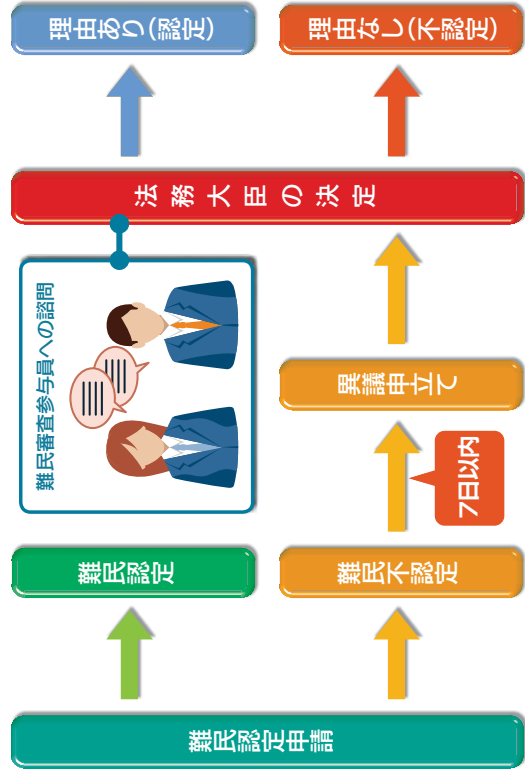 難民認定申請
難民認定
難民不認定
7日以内
異議申立て
難民審査参与員への諮問
法務大臣の決定
理由あり(認定)
理由なし(不認定)